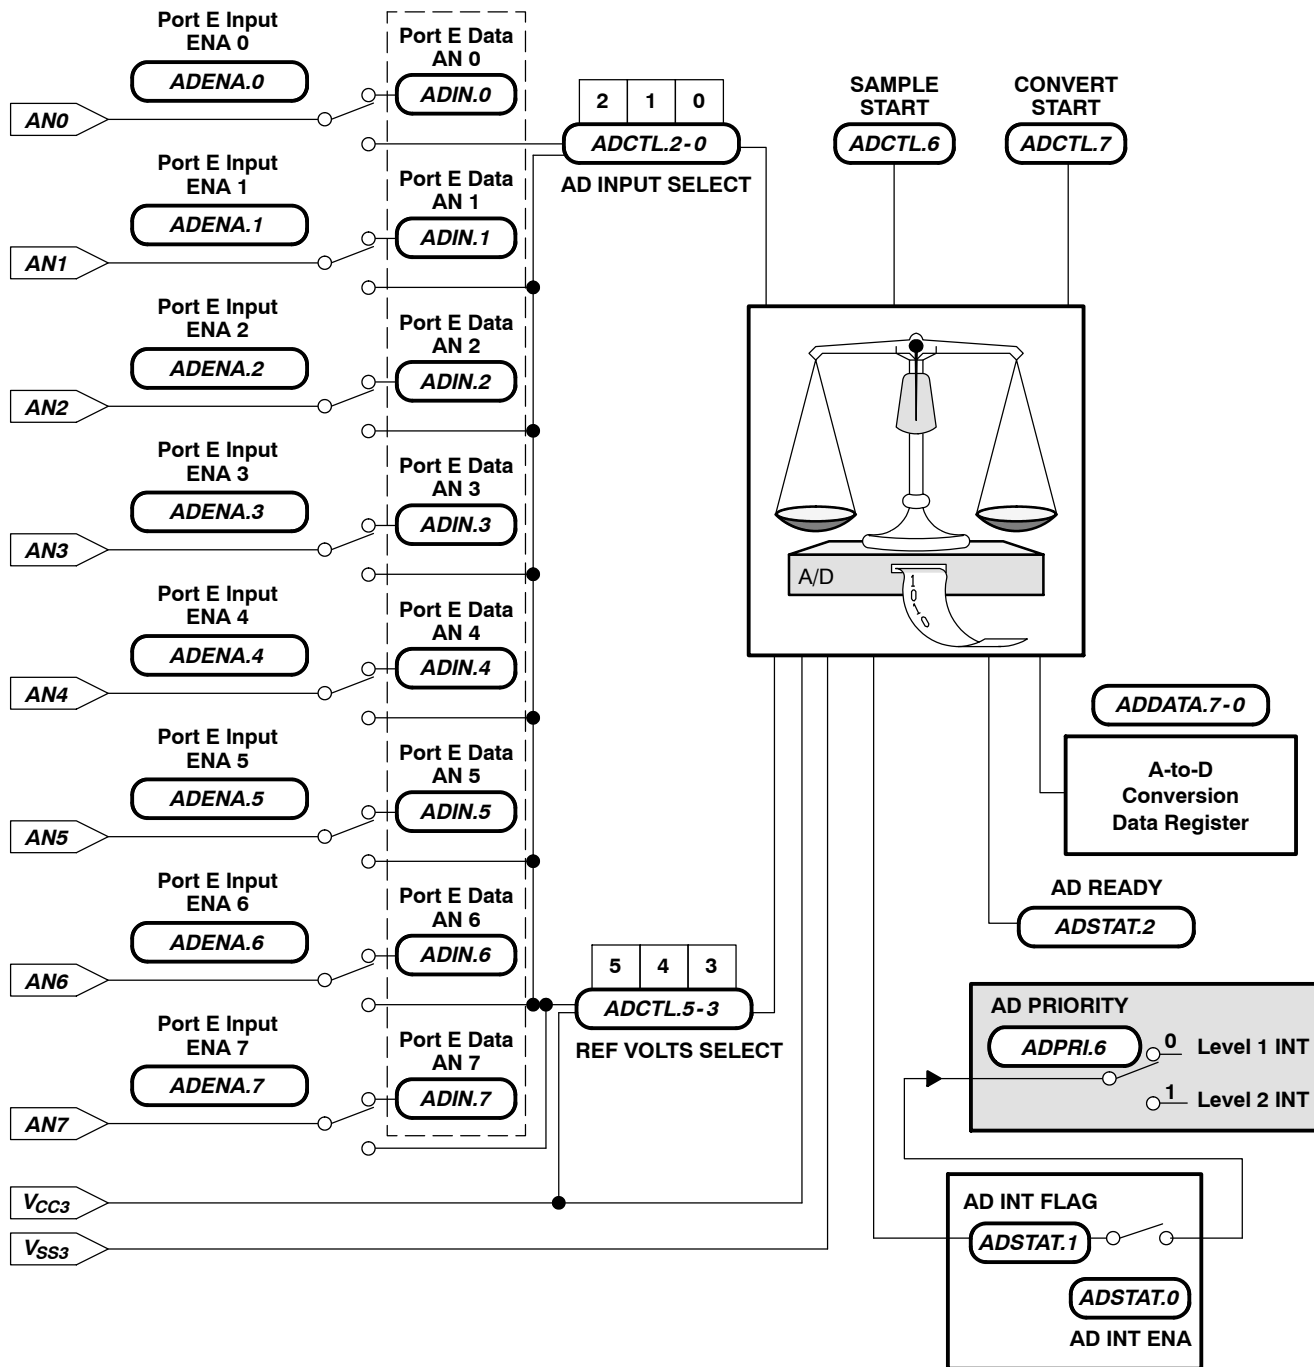 Port E Input
ENA 0
ADENA.0
AN0
Port E Data
AN 0
ADIN.0
Port E Input
ENA 1
ADENA.1
AN1
Port E Data
AN 1
ADIN.1
Port E Input
ENA 2
ADENA.2
AN2
Port E Data
AN 2
ADIN.2
Port E Input
ENA 3
ADENA.3
AN3
Port E Data
AN 3
ADIN.3
Port E Input
ENA 4
ADENA.4
AN4
Port E Data
AN 4
ADIN.4
Port E Input
ENA 5
ADENA.5
AN5
Port E Data
AN 5
ADIN.5
Port E Input
ENA 6
ADENA.6
AN6
Port E Data
AN 6
ADIN.6
Port E Input
ENA 7
ADENA.7
AN7
Port E Data
AN 7
ADIN.7
VCC3
VSS3
2 1 0
ADCTL.2-0
AD INPUT SELECT
SAMPLE
START
ADCTL.6
CONVERT
START
ADCTL.7
A/D
1
0
1
0
5 4 3
ADCTL.5-3
REF VOLTS SELECT
ADDATA.7-0
A-to-D
Conversion
Data Register
AD READY
ADSTAT.2
AD PRIORITY
ADPRI.6
0 Level 1 INT
1 Level 2 INT
AD INT FLAG
ADSTAT.1
ADSTAT.0
AD INT ENA